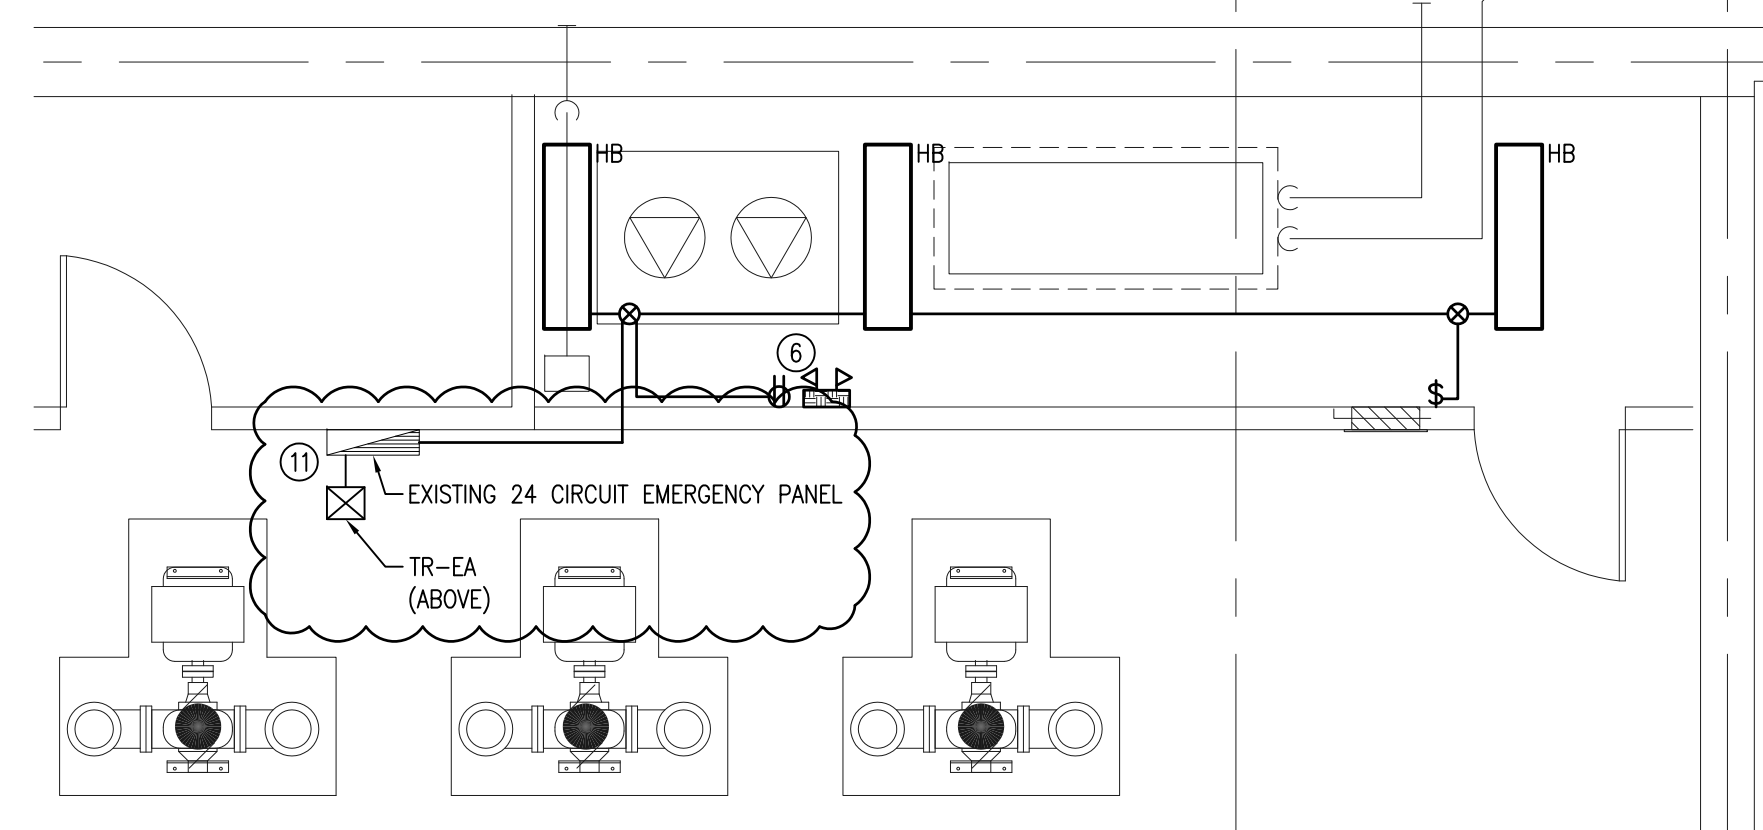 HB
HB
HB
6
$
11
EXISTING 24 CIRCUIT EMERGENCY PANEL
TR-EA
(ABOVE)